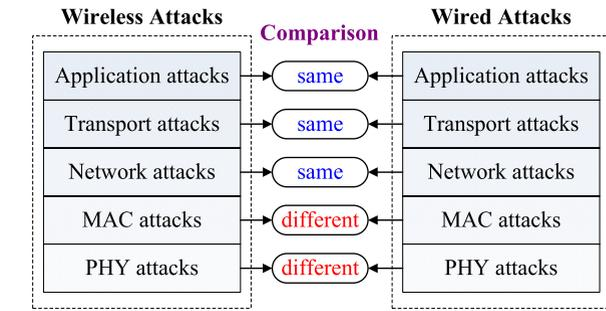 Wireless Attacks
Comparison
Wired Attacks
Application attacks
same
Application attacks
Transport attacks
same
Transport attacks
Network attacks
same
Network attacks
MAC attacks
different
MAC attacks
PHY attacks
different
PHY attacks